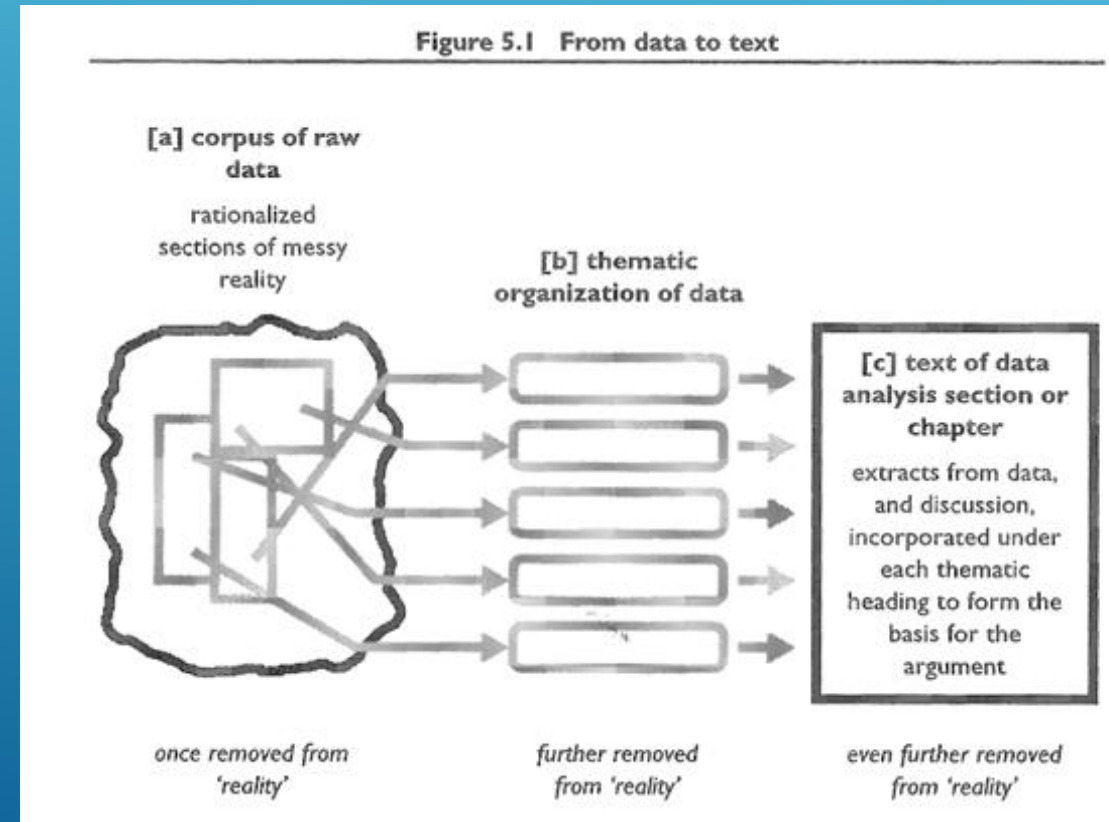 Figure 5.1 From data to text
[a] corpus of raw
data
rationalized
sections of messy
reality
[b] thematic
organization of data
[c] text of data
analysis section or
chapter
extracts from data,
and discussion,
incorporated under
each thematic
heading to form the
basis for the
argument
once removed from
‘reality’
further removed
from ‘reality’
even further removed
from ‘reality’